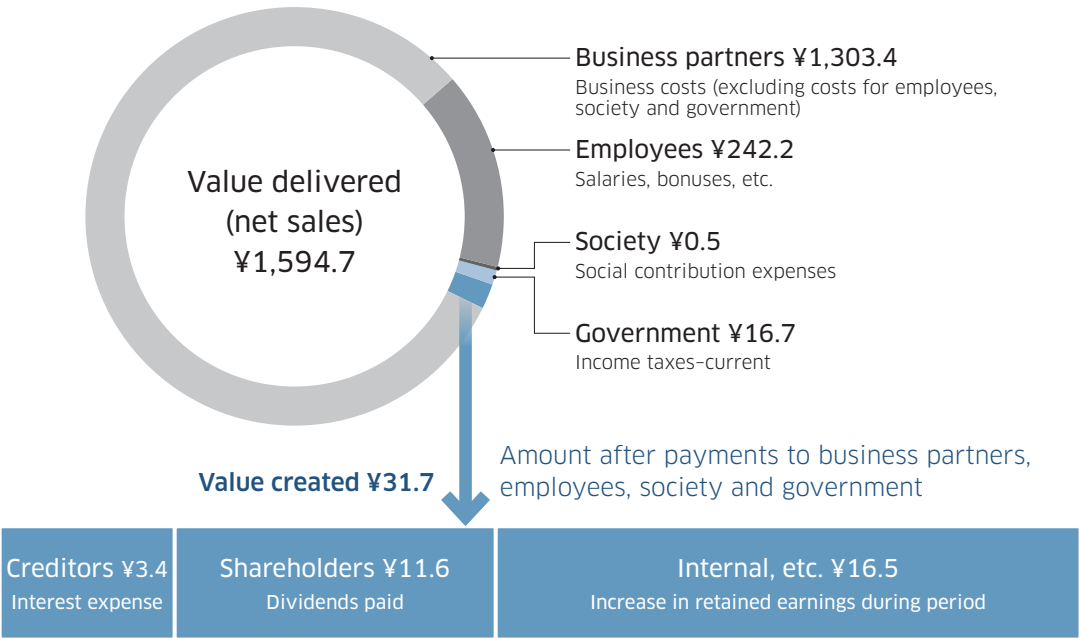 Value delivered
(net sales)
¥1,594.7
Business partners ¥1,303.4
Business costs (excluding costs for employees,
society and government)
Employees ¥242.2
Salaries, bonuses, etc.
Society ¥0.5
Social contribution expenses
Government ¥16.7
Income taxes–current
Value created ¥31.7
Amount after payments to business partners,
employees, society and government
Creditors ¥3.4
Interest expense
Shareholders ¥11.6
Dividends paid
Internal, etc. ¥16.5
Increase in retained earnings during period